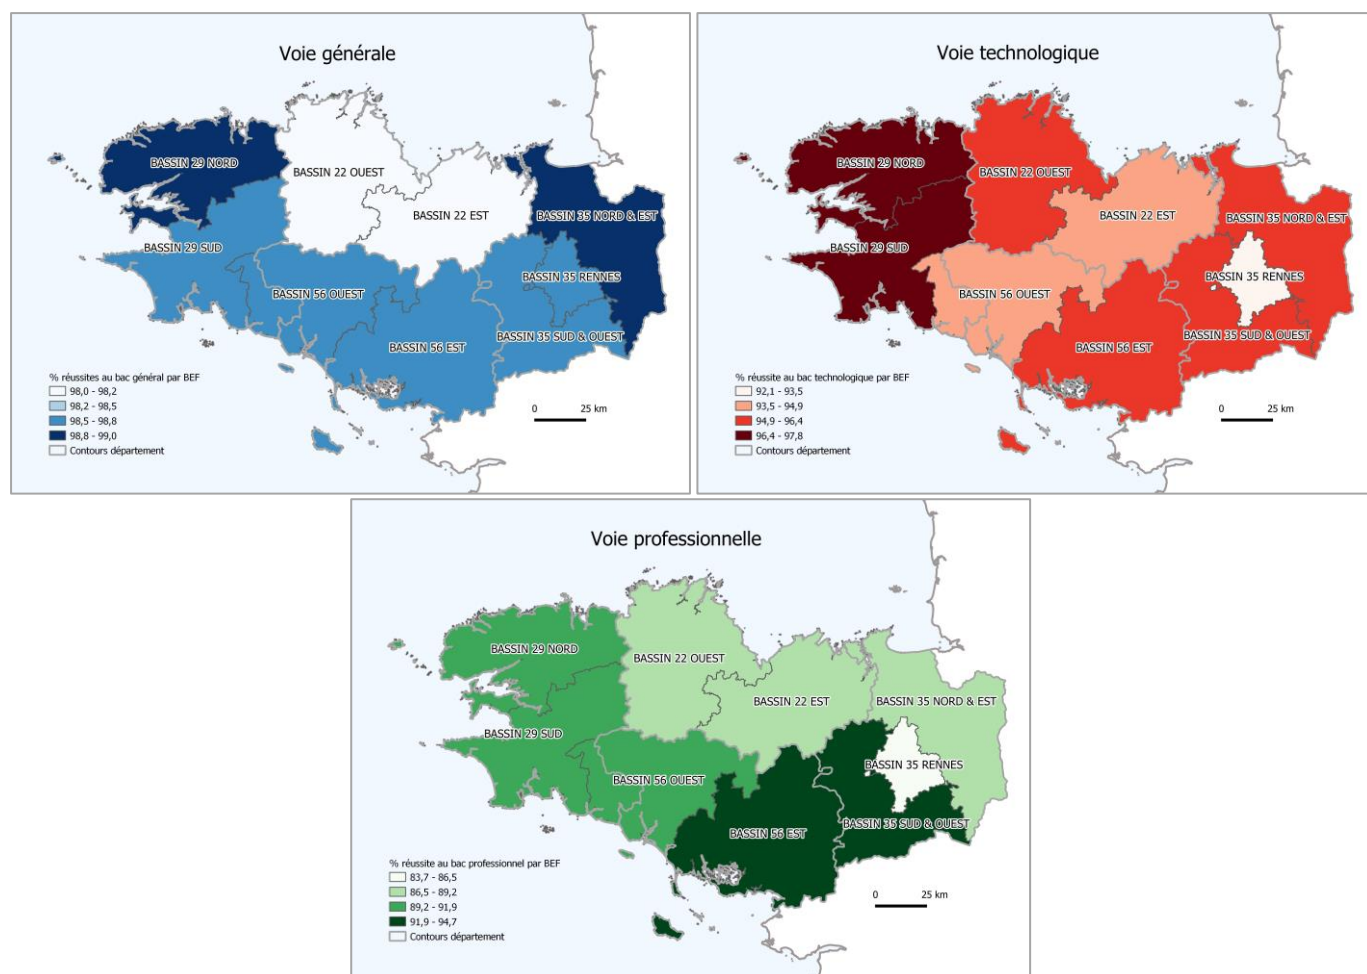 Voie générale
BASSIN 29 NORD
BASSIN 22 OUEST
BASSIN 22 EST
BASSIN 35 NORD & EST
BASSIN 29 SUD
BASSIN 35 RENNES
BASSIN 56 OUEST
BASSIN 35 SUD & OUEST
BASSIN 56 EST
% réussites au bac général par BEF
98,0 - 98,2
98,2 - 98,5
98,5 - 98,8
98,8 - 99,0
Contours département
0 25 km
Voie technologique
BASSIN 29 NORD
BASSIN 22 OUEST
BASSIN 22 EST
BASSIN 35 NORD & EST
BASSIN 29 SUD
BASSIN 35 RENNES
BASSIN 56 OUEST
BASSIN 35 SUD & OUEST
BASSIN 56 EST
% réussite au bac technologique par BEF
92,1 - 93,5
93,5 - 94,9
94,9 - 96,4
96,4 - 97,8
Contours département
0 25 km
Voie professionnelle
BASSIN 29 NORD
BASSIN 22 OUEST
BASSIN 22 EST
BASSIN 35 NORD & EST
BASSIN 29 SUD
BASSIN 35 RENNES
BASSIN 56 OUEST
BASSIN 35 SUD & OUEST
BASSIN 56 EST
% réussite au bac professionnel par BEF
83,7 - 86,5
86,5 - 89,2
89,2 - 91,9
91,9 - 94,7
Contours département
0 25 km